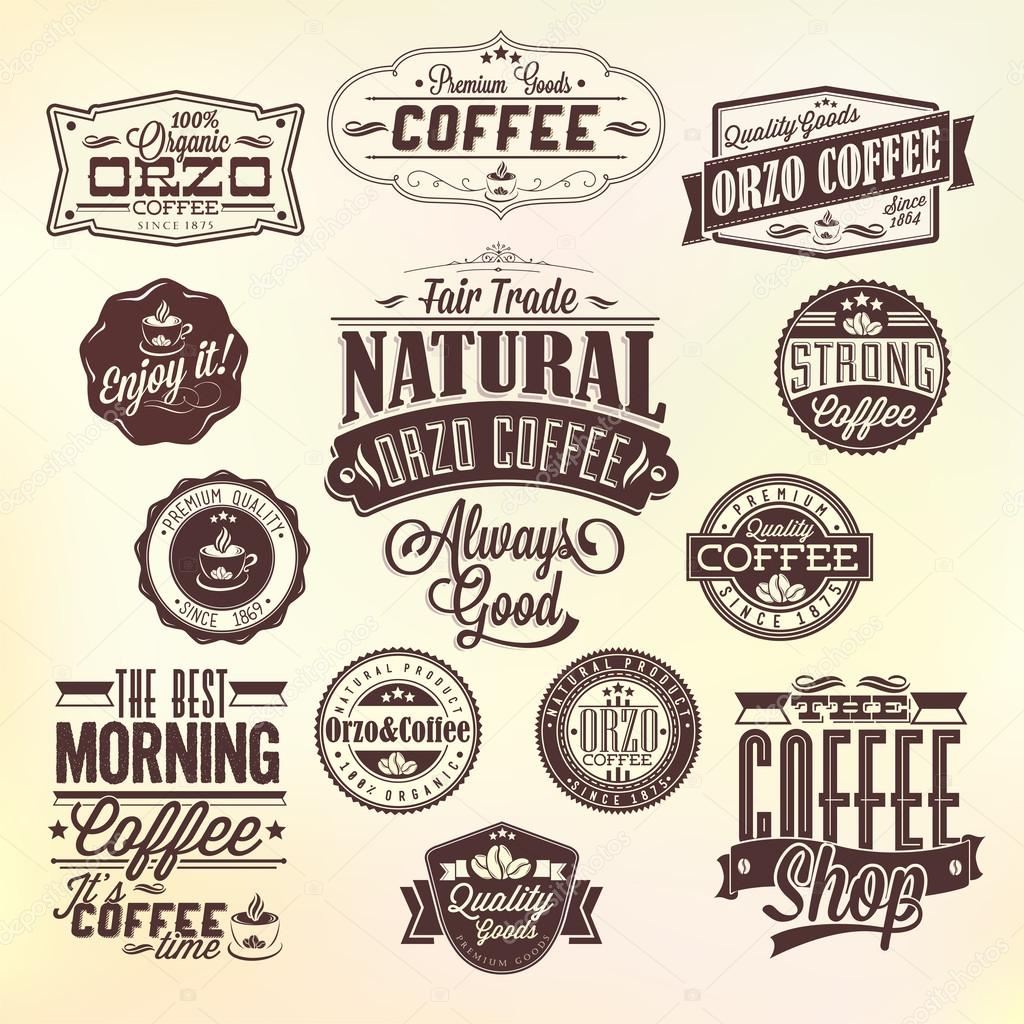 100%
Organic
ORZO
COFFEE
SINCE 1875
Premium Goods
COFFEE
Quality Goods
ORZO COFFEE
Since
1864
Enjoy it!
Fair Trade
NATURAL
ORZO COFFEE
Always
Good
STRONG
Coffee
PREMIUM QUALITY
SINCE 1869
PREMIUM
Quality
COFFEE
SINCE 1875
THE BEST
MORNING
Coffee
It's
COFFEE
time
NATURAL PRODUCT
Orzo&Coffee
100% ORGANIC
NATURAL PRODUCT
ORZO
COFFEE
SINCE 1875
Quality
Goods
PREMIUM GOODS
THE
COFFEE
Shop
depositphotos